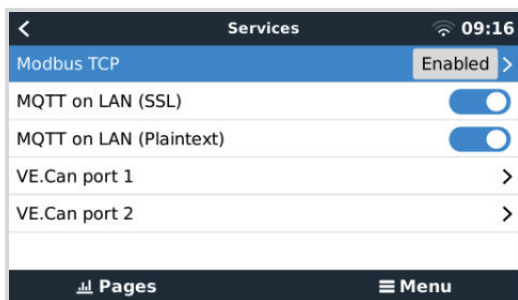 Services 09:16
Modbus TCP Enabled
MQTT on LAN (SSL)
MQTT on LAN (Plaintext)
VE.Can port 1
VE.Can port 2
Pages Menu